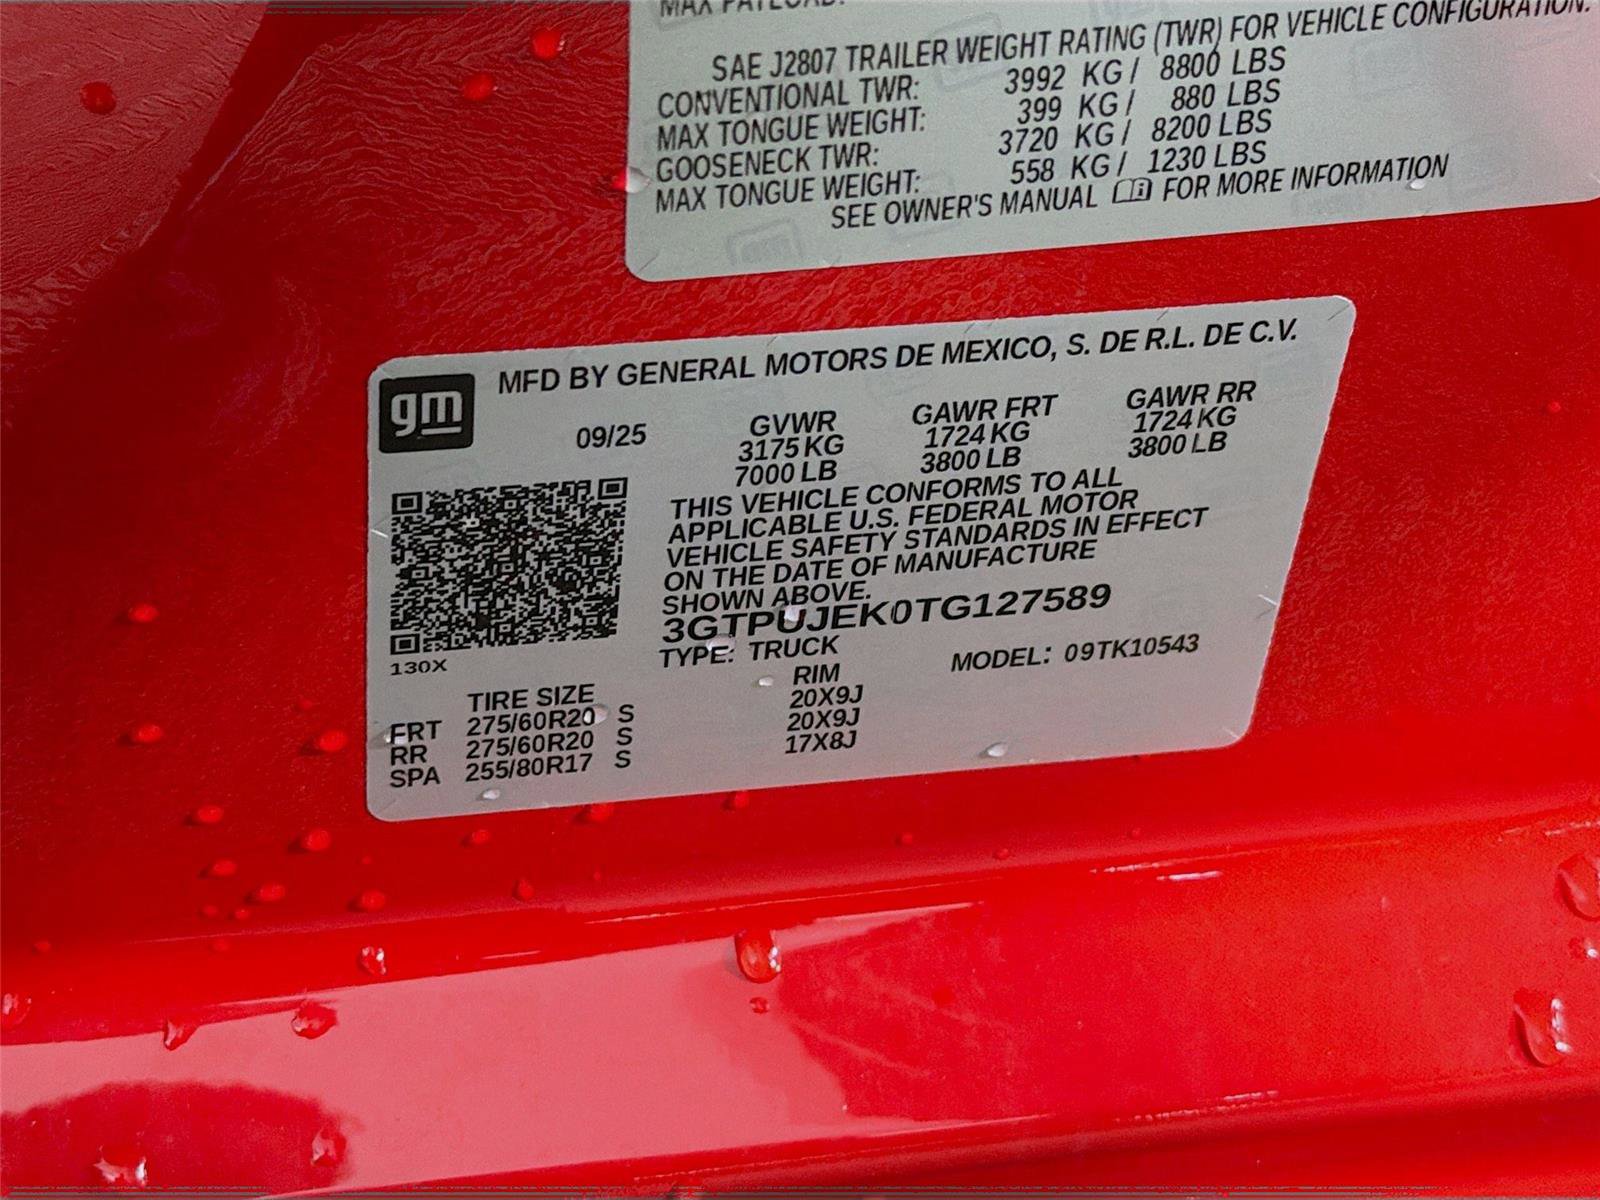 MAX PAYLOAD:
SAE J2807 TRAILER WEIGHT RATING (TWR) FOR VEHICLE CONFIGURATION.
CONVENTIONAL TWR: 3992 KG / 8800 LBS
MAX TONGUE WEIGHT: 399 KG / 880 LBS
GOOSENECK TWR: 3720 KG / 8200 LBS
MAX TONGUE WEIGHT: 558 KG / 1230 LBS
SEE OWNER'S MANUAL FOR MORE INFORMATION
gm
MFD BY GENERAL MOTORS DE MEXICO, S. DE R.L. DE C.V.
09/25 GVWR GAWR FRT GAWR RR
3175 KG 1724 KG 1724 KG
7000 LB 3800 LB 3800 LB
THIS VEHICLE CONFORMS TO ALL
APPLICABLE U.S. FEDERAL MOTOR
VEHICLE SAFETY STANDARDS IN EFFECT
ON THE DATE OF MANUFACTURE
SHOWN ABOVE.
3GTPUJEK0TG127589
130X
TYPE: TRUCK MODEL: 09TK10543
TIRE SIZE RIM
FRT 275/60R20 S 20X9J
RR 275/60R20 S 20X9J
SPA 255/80R17 S 17X8J